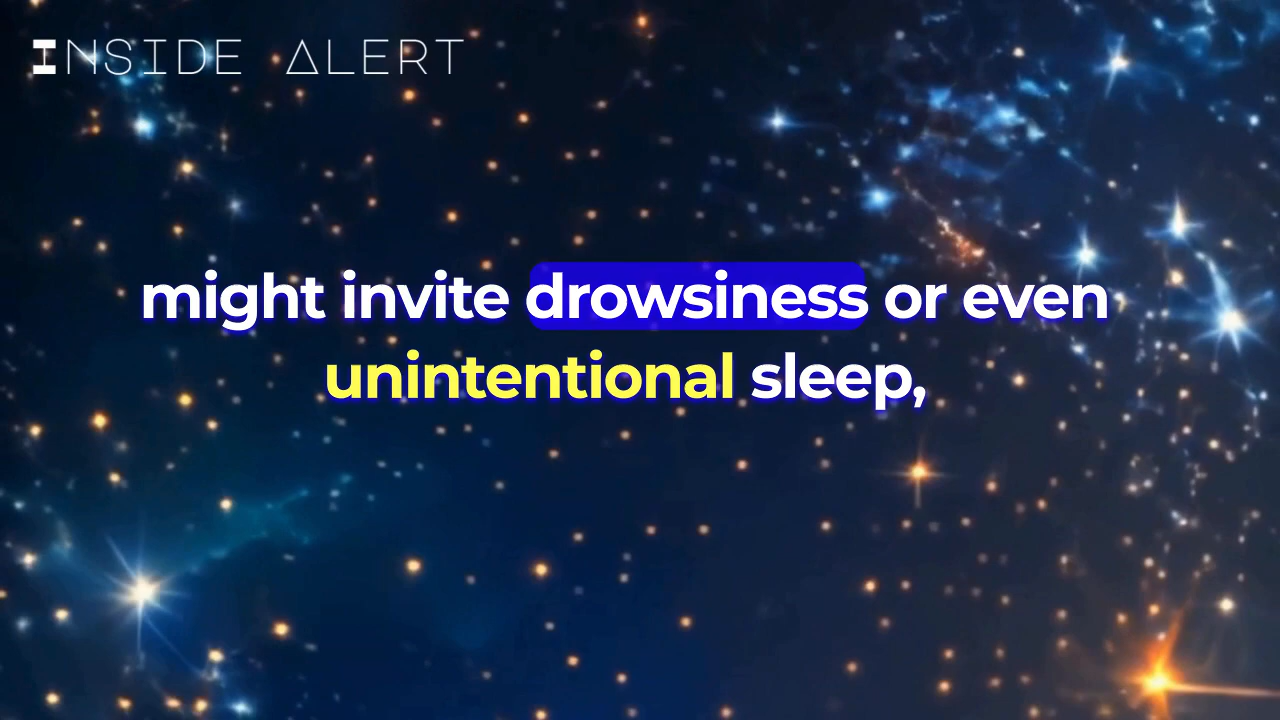 INSIDE ALERT
might invite drowsiness or even
unintentional sleep,